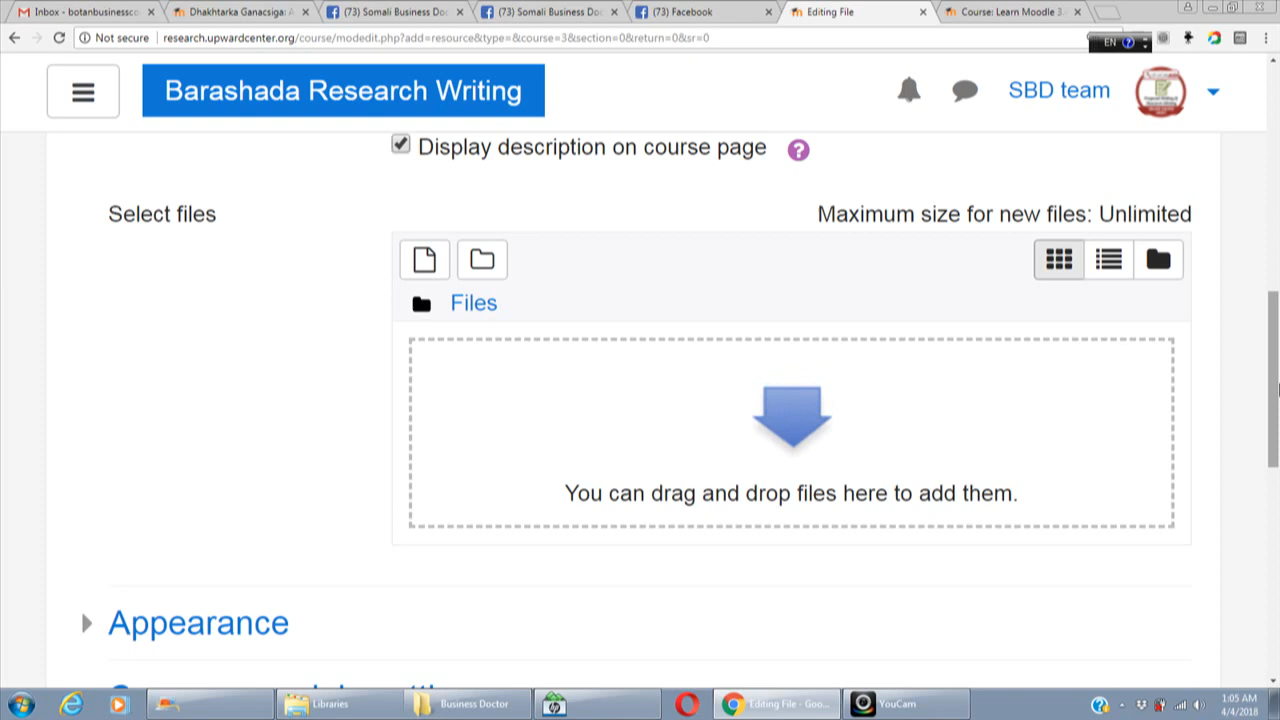 Inbox - botanbusinessco
Dhakhtarka Ganacsiga: A
(73) Somali Business Doc
(73) Somali Business Doc
(73) Facebook
Editing File
Course: Learn Moodle 3.
Not secure
research.upwardcenter.org/course/modedit.php?add=resource&type=&course=3&section=0&return=0&sr=0
EN
Barashada Research Writing
SBD team
Display description on course page
Select files
Maximum size for new files: Unlimited
Files
You can drag and drop files here to add them.
Appearance
Libraries
Business Doctor
Editing File - Goo...
YouCam
1:05 AM
4/4/2018